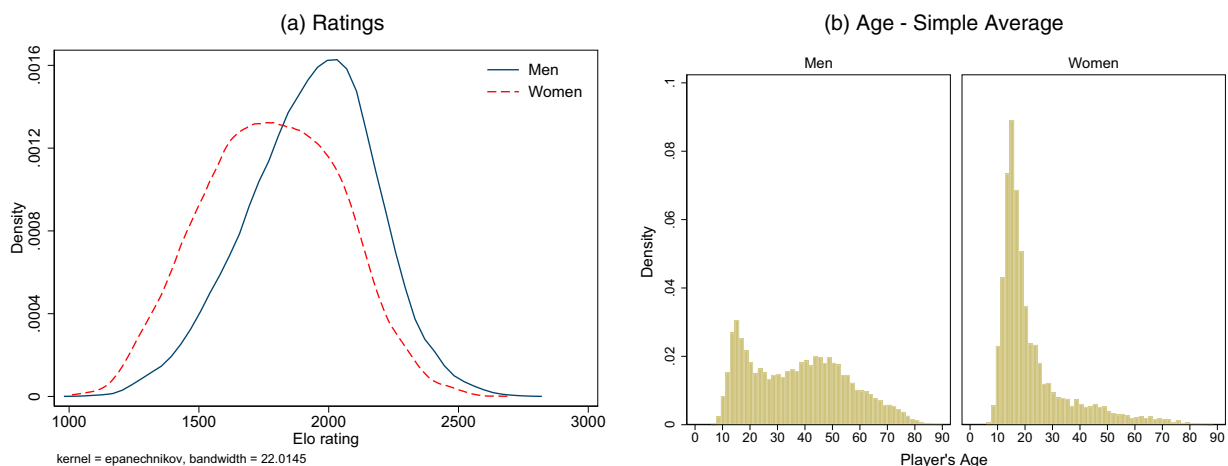 (a) Ratings
.0016
.0012
.0008
.0004
0
Density
Men
Women
1000 1500 2000 2500 3000
Elo rating
kernel = epanechnikov, bandwidth = 22.0145
(b) Age - Simple Average
Men Women
.1
.08
.06
.04
.02
0
Density
0 10 20 30 40 50 60 70 80 90 0 10 20 30 40 50 60 70 80 90
Player's Age